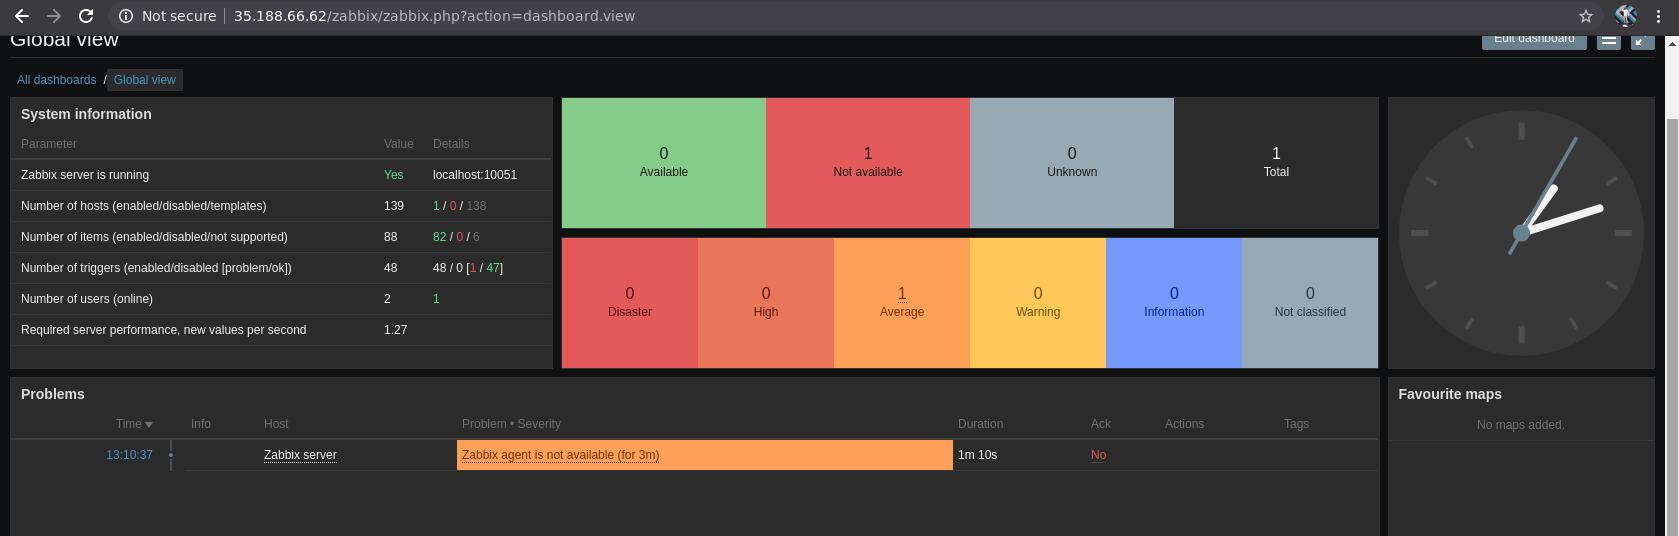 Not secure | 35.188.66.62/zabbix/zabbix.php?action=dashboard.view
Global view
Edit dashboard
All dashboards / Global view
System information
Parameter Value Details
Zabbix server is running Yes localhost:10051
Number of hosts (enabled/disabled/templates) 139 1 / 0 / 138
Number of items (enabled/disabled/not supported) 88 82 / 0 / 6
Number of triggers (enabled/disabled [problem/ok]) 48 48 / 0 [1 / 47]
Number of users (online) 2 1
Required server performance, new values per second 1.27
0 1 0 1
Available Not available Unknown Total
0 0 1 0 0 0
Disaster High Average Warning Information Not classified
Problems
Time Info Host Problem • Severity Duration Ack Actions Tags
13:10:37 Zabbix server Zabbix agent is not available (for 3m) 1m 10s No
Favourite maps
No maps added.